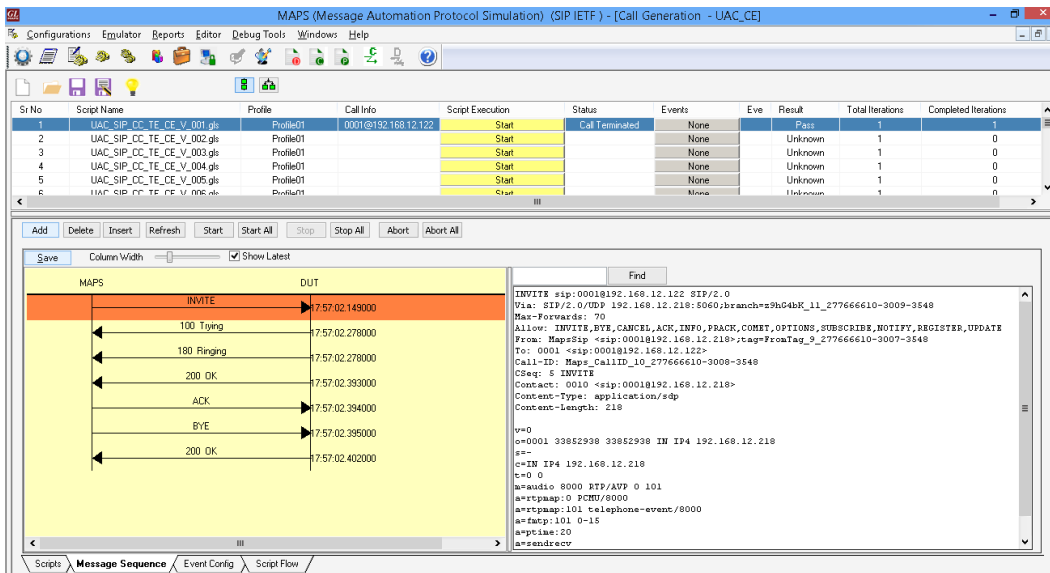 GL MAPS (Message Automation Protocol Simulation) (SIP IETF ) - [Call Generation - UAC_CE]
Configurations Emulator Reports Editor Debug Tools Windows Help
Sr No Script Name Profile Call Info Script Execution Status Events Eve Result Total Iterations Completed Iterations
1 UAC_SIP_CC_TE_CE_V_001.gls Profile01 0001@192.168.12.122 Start Call Terminated None Pass 1 1
2 UAC_SIP_CC_TE_CE_V_002.gls Profile01 Start None Unknown 1 0
3 UAC_SIP_CC_TE_CE_V_003.gls Profile01 Start None Unknown 1 0
4 UAC_SIP_CC_TE_CE_V_004.gls Profile01 Start None Unknown 1 0
5 UAC_SIP_CC_TE_CE_V_005.gls Profile01 Start None Unknown 1 0
6 UAC_SIP_CC_TE_CE_V_006.gls Profile01 Start None Unknown 1 0
Add Delete Insert Refresh Start Start All Stop Stop All Abort Abort All
Save Column Width Show Latest
MAPS DUT
INVITE
17:57:02.149000
100 Trying
17:57:02.278000
180 Ringing
17:57:02.278000
200 OK
17:57:02.393000
ACK
17:57:02.394000
BYE
17:57:02.395000
200 OK
17:57:02.402000
Find
INVITE sip:0001@192.168.12.122 SIP/2.0
Via: SIP/2.0/UDP 192.168.12.218:5060;branch=z9hG4bK_11_277666610-3009-3548
Max-Forwards: 70
Allow: INVITE,BYE,CANCEL,ACK,INFO,PRACK,COMET,OPTIONS,SUBSCRIBE,NOTIFY,REGISTER,UPDATE
From: MapsSip <sip:0001@192.168.12.218>;tag=FromTag_9_277666610-3007-3548
To: 0001 <sip:0001@192.168.12.122>
Call-ID: Maps_CallID_10_277666610-3008-3548
CSeq: 5 INVITE
Contact: 0010 <sip:0001@192.168.12.218>
Content-Type: application/sdp
Content-Length: 218
v=0
o=0001 33852938 33852938 IN IP4 192.168.12.218
s=-
c=IN IP4 192.168.12.218
t=0 0
m=audio 8000 RTP/AVP 0 101
a=rtpmap:0 PCMU/8000
a=rtpmap:101 telephone-event/8000
a=fmtp:101 0-15
a=ptime:20
a=sendrecv
Scripts Message Sequence Event Config Script Flow